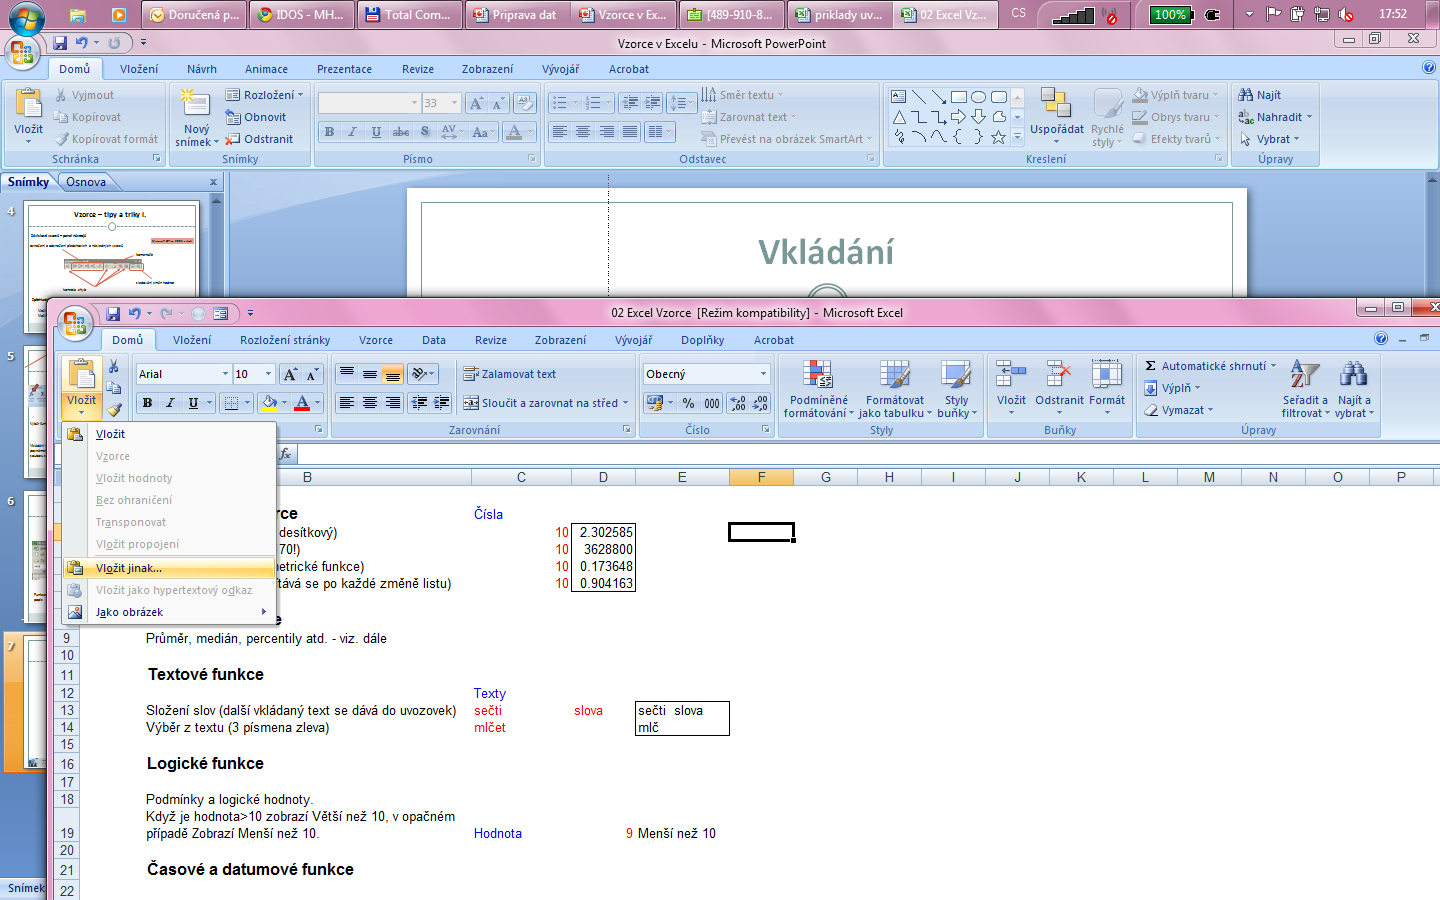 Doručená p...
IDOS - MH...
Total Com...
Priprava dat
Vzorce v Ex...
[489-910-8...
priklady uv...
02 Excel Vz...
CS
100%
17:52
Vzorce v Excelu - Microsoft PowerPoint
Domů
Vložení
Návrh
Animace
Prezentace
Revize
Zobrazení
Vývojář
Acrobat
Vložit
Vyjmout
Kopírovat
Kopírovat formát
Schránka
Nový
snímek
Rozložení
Obnovit
Odstranit
Snímky
33
Písmo
Směr textu
Zarovnat text
Převést na obrázek SmartArt
Odstavec
Uspořádat
Rychlé
styly
Výplň tvaru
Obrys tvaru
Efekty tvarů
Kreslení
Najít
Nahradit
Vybrat
Úpravy
Snímky
Osnova
4
Vzorce – tipy a triky I.
5
6
7
Snímek
Vkládání
02 Excel Vzorce [Režim kompatibility] - Microsoft Excel
Domů
Vložení
Rozložení stránky
Vzorce
Data
Revize
Zobrazení
Vývojář
Doplňky
Acrobat
Vložit
Arial
10
Zalamovat text
Sloučit a zarovnat na střed
Zarovnání
Obecný
% 000
Číslo
Podmíněné
formátování
Formátovat
jako tabulku
Styly
buňky
Styly
Vložit
Odstranit
Formát
Buňky
Automatické shrnutí
Výplň
Vymazat
Seřadit a
filtrovat
Najít a
vybrat
Úpravy
Vložit
Vzorce
Vložit hodnoty
Bez ohraničení
Transponovat
Vložit propojení
Vložit jinak...
Vložit jako hypertextový odkaz
Jako obrázek
fx
B C D E F G H I J K L M N O P
rce
Čísla
desítkový) 10 2.302585
70!) 10 3628800
netrické funkce) 10 0.173648
ítává se po každé změně listu) 10 0.904163
e
9 Průměr, medián, percentily atd. - viz. dále
10
11 Textové funkce
12 Texty
13 Složení slov (další vkládaný text se dává do uvozovek) sečti slova sečti slova
14 Výběr z textu (3 písmena zleva) mlčet mlč
15
16 Logické funkce
17
18 Podmínky a logické hodnoty.
Když je hodnota>10 zobrazí Větší než 10, v opačném
19 případě Zobrazí Menší než 10. Hodnota 9 Menší než 10
20
21 Časové a datumové funkce
22